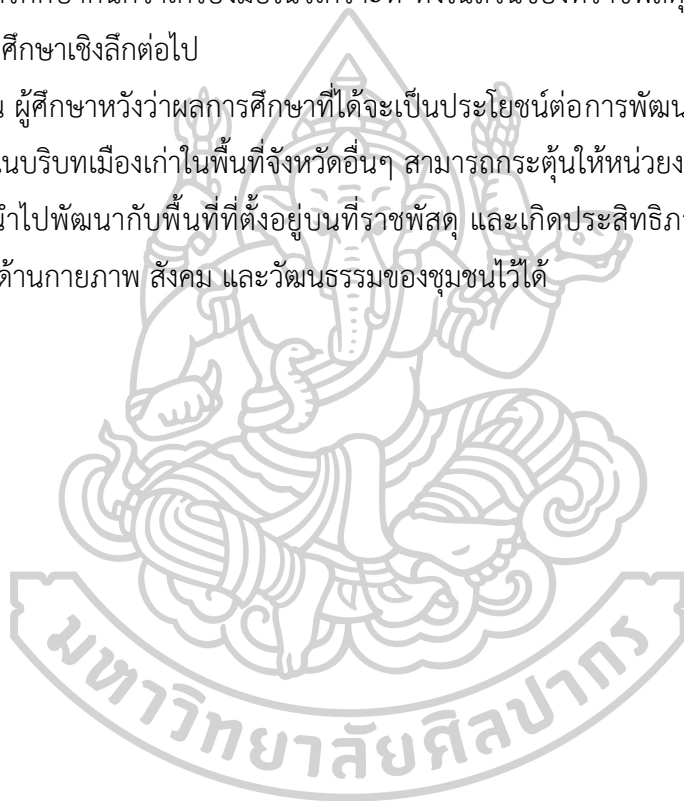 ศึกษาเชิงลึกต่อไป
ผู้ศึกษาหวังว่าผลการศึกษาที่ได้จะเป็นประโยชน์ต่อการพัฒน
นบริบทเมืองเก่าในพื้นที่จังหวัดอื่นๆ สามารถกระตุ้นให้หน่วยง
นำไปพัฒนากับพื้นที่ที่ตั้งอยู่บนที่ราชพัสดุ และเกิดประสิทธิภา
ด้านกายภาพ สังคม และวัฒนธรรมของชุมชนไว้ได้
มหาวิทยาลัยศิลปากร